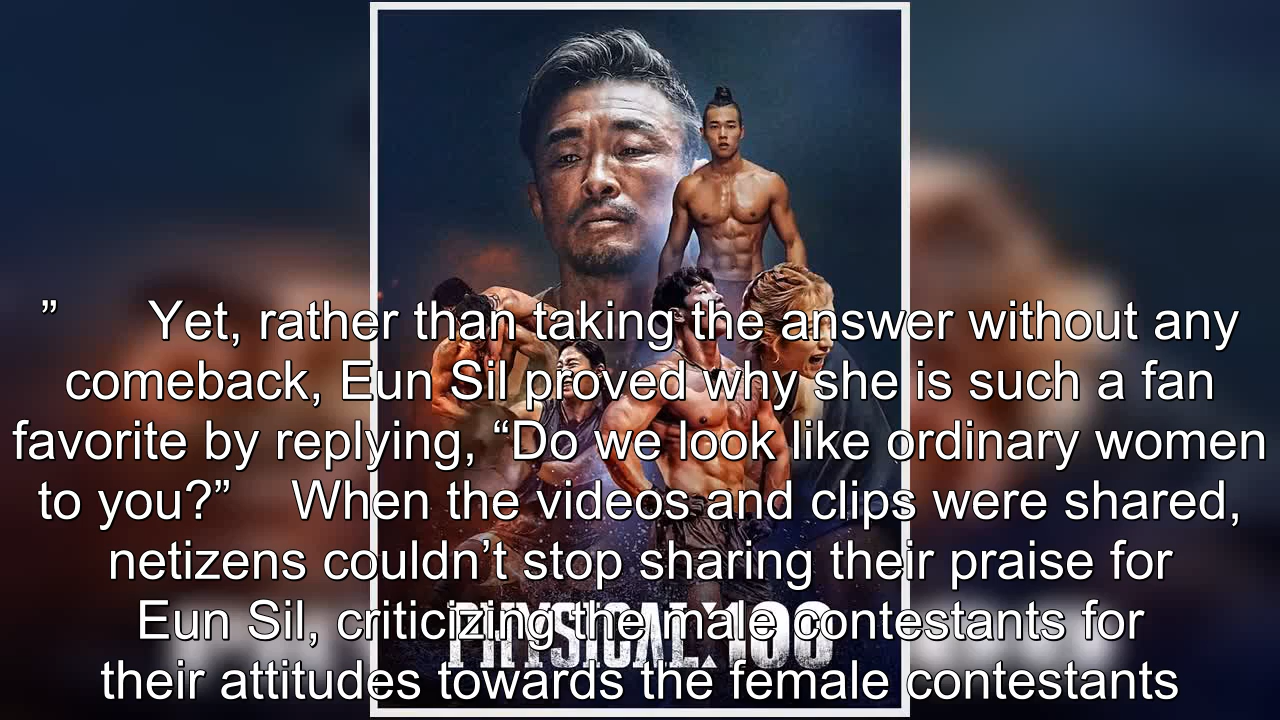 ” Yet, rather than taking the answer without any
comeback, Eun Sil proved why she is such a fan
favorite by replying, “Do we look like ordinary women
to you?” When the videos and clips were shared,
netizens couldn’t stop sharing their praise for
Eun Sil, criticizing the male contestants for
PHYSICAL:100
their attitudes towards the female contestants